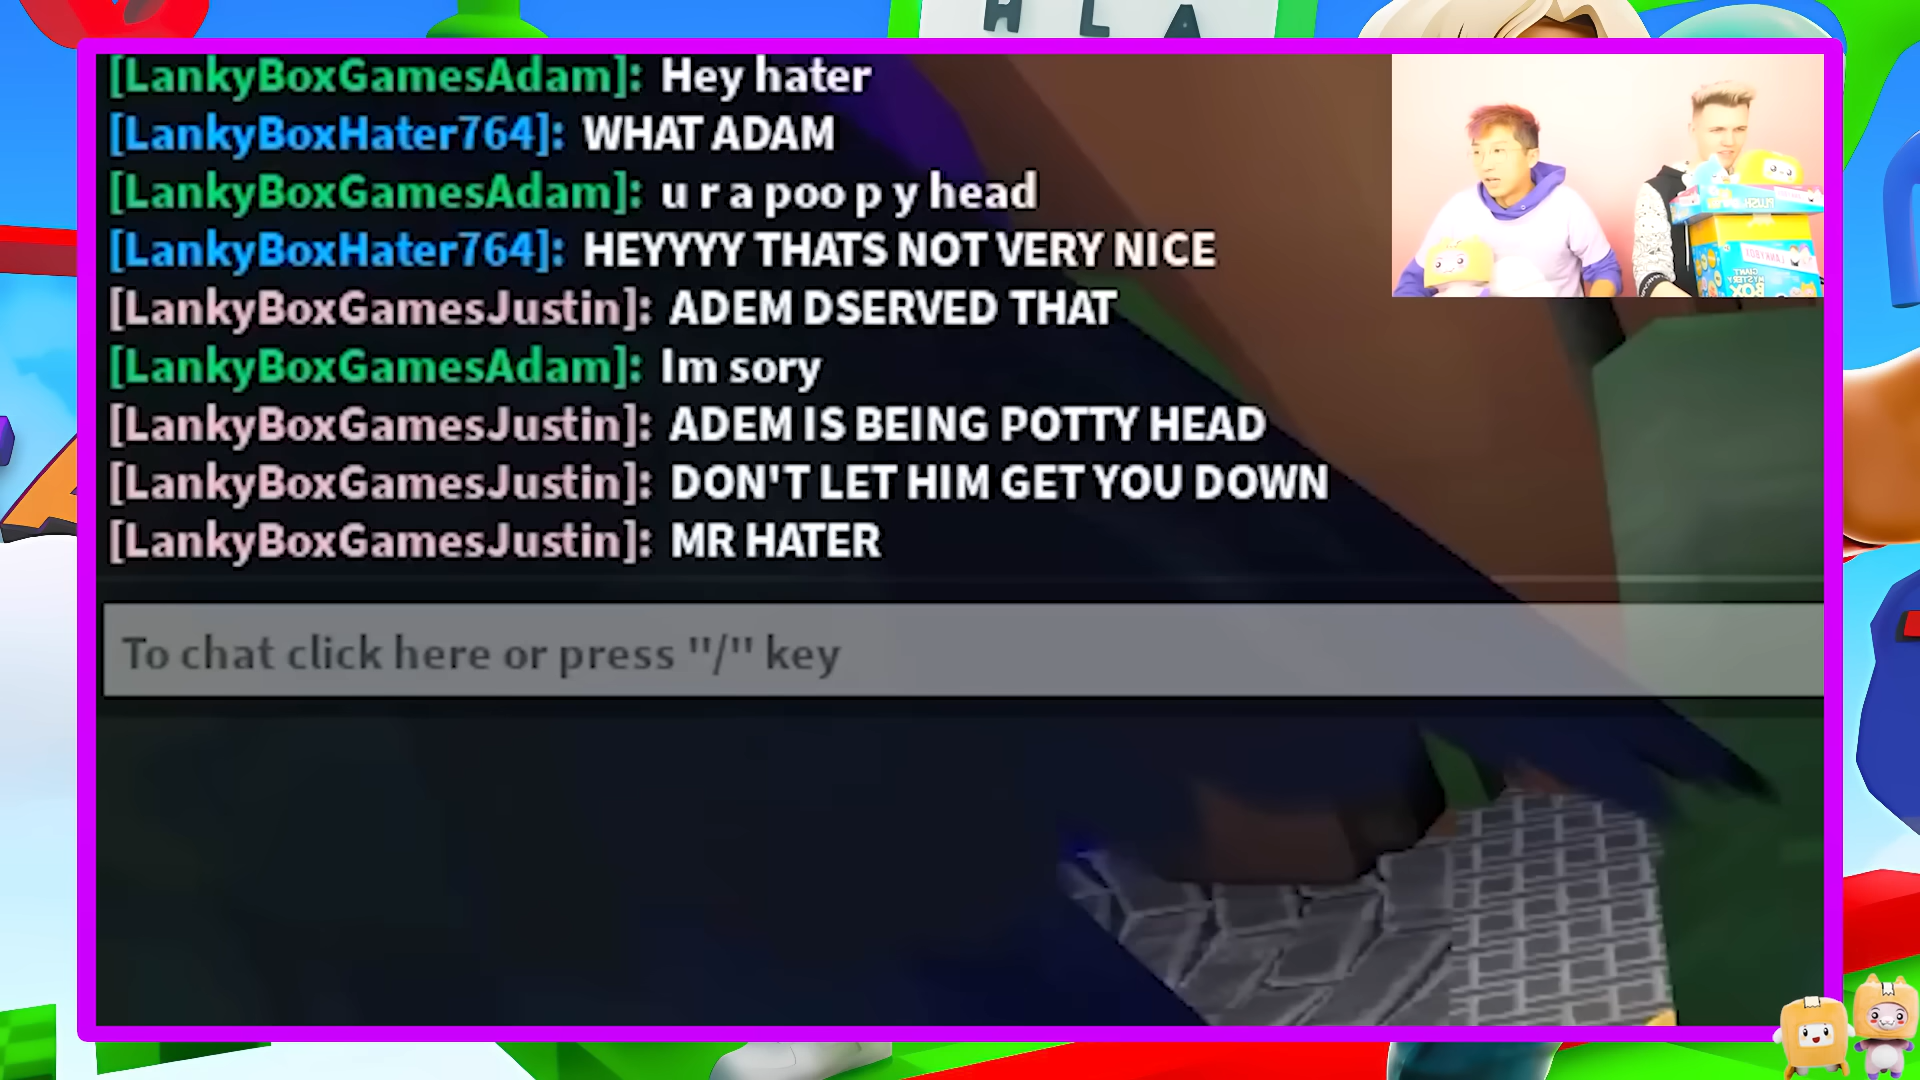 H L A
[LankyBoxGamesAdam]: Hey hater
[LankyBoxHater764]: WHAT ADAM
[LankyBoxGamesAdam]: u r a poo p y head
[LankyBoxHater764]: HEYYYY THATS NOT VERY NICE
[LankyBoxGamesJustin]: ADEM DSERVED THAT
[LankyBoxGamesAdam]: Im sory
[LankyBoxGamesJustin]: ADEM IS BEING POTTY HEAD
[LankyBoxGamesJustin]: DON'T LET HIM GET YOU DOWN
[LankyBoxGamesJustin]: MR HATER
To chat click here or press "/" key